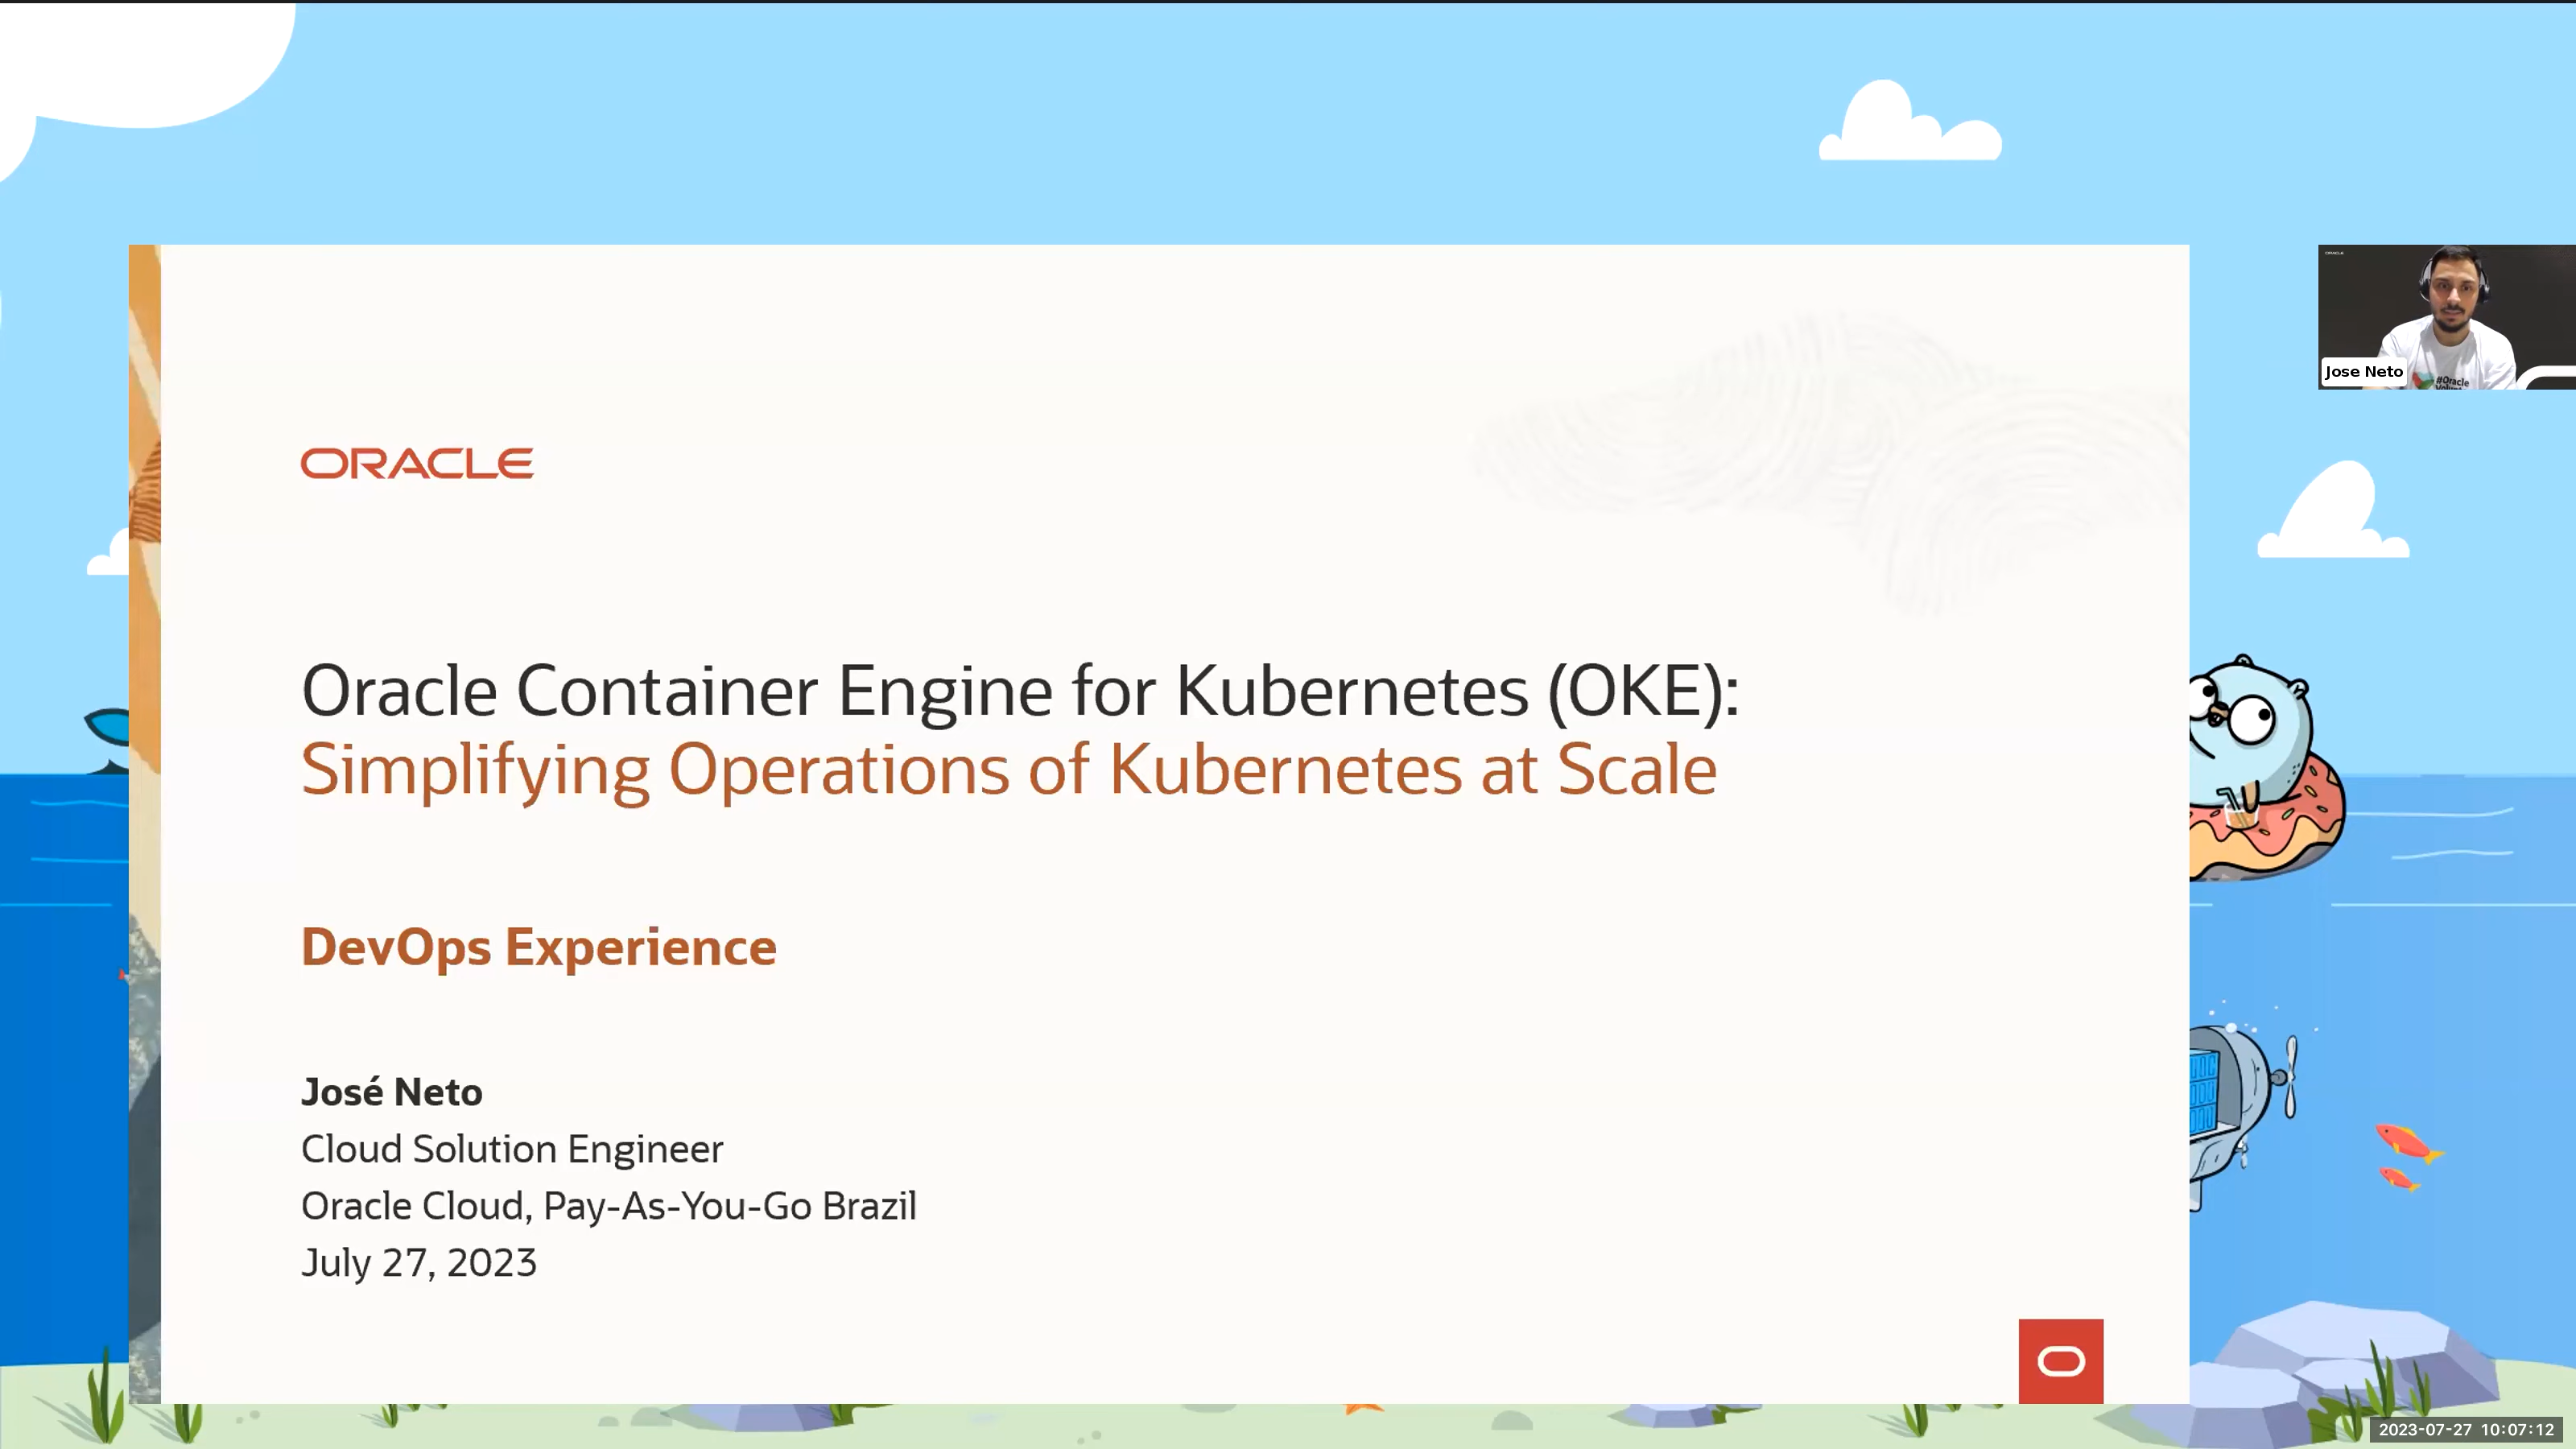 ORACLE
Oracle Container Engine for Kubernetes (OKE):
Simplifying Operations of Kubernetes at Scale
DevOps Experience
José Neto
Cloud Solution Engineer
Oracle Cloud, Pay-As-You-Go Brazil
July 27, 2023
ORACLE
#Oracle
Jose Neto
2023-07-27 10:07:12